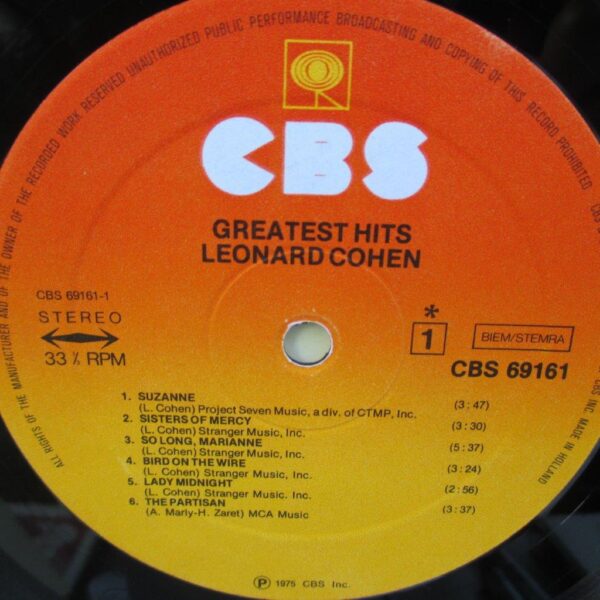 ALL RIGHTS OF THE MANUFACTURER AND OF THE OWNER OF THE RECORDED WORK RESERVED UNAUTHORIZED PUBLIC PERFORMANCE BROADCASTING AND COPYING OF THIS RECORD PROHIBITED
CBS INC. MADE IN HOLLAND
CBS
GREATEST HITS
LEONARD COHEN
CBS 69161-1
STEREO
33⅓ RPM
*
1
BIEM/STEMRA
CBS 69161
1. SUZANNE (3:47)
(L. Cohen) Project Seven Music, a div. of CTMP, Inc.
2. SISTERS OF MERCY (3:30)
(L. Cohen) Stranger Music, Inc.
3. SO LONG, MARIANNE (5:37)
(L. Cohen) Stranger Music, Inc.
4. BIRD ON THE WIRE (3:24)
(L. Cohen) Stranger Music, Inc.
5. LADY MIDNIGHT (2:56)
(L. Cohen) Stranger Music. Inc.
6. THE PARTISAN (3:37)
(A. Marly-H. Zaret) MCA Music
℗ 1975 CBS Inc.